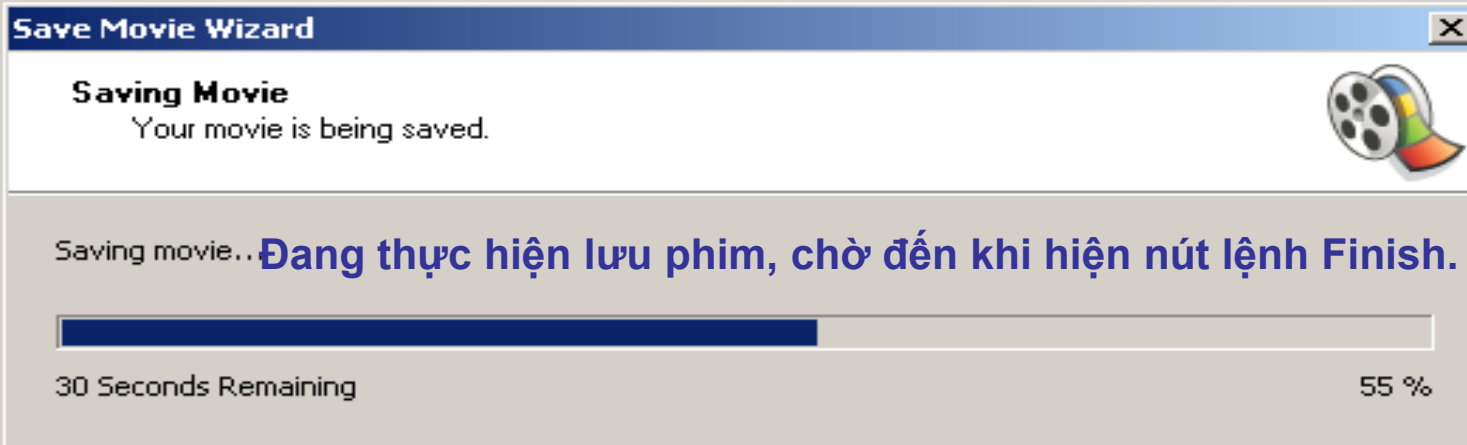 Save Movie Wizard
Saving Movie
Your movie is being saved.
Saving movie... Đang thực hiện lưu phim, chờ đến khi hiện nút lệnh Finish.
30 Seconds Remaining 55 %